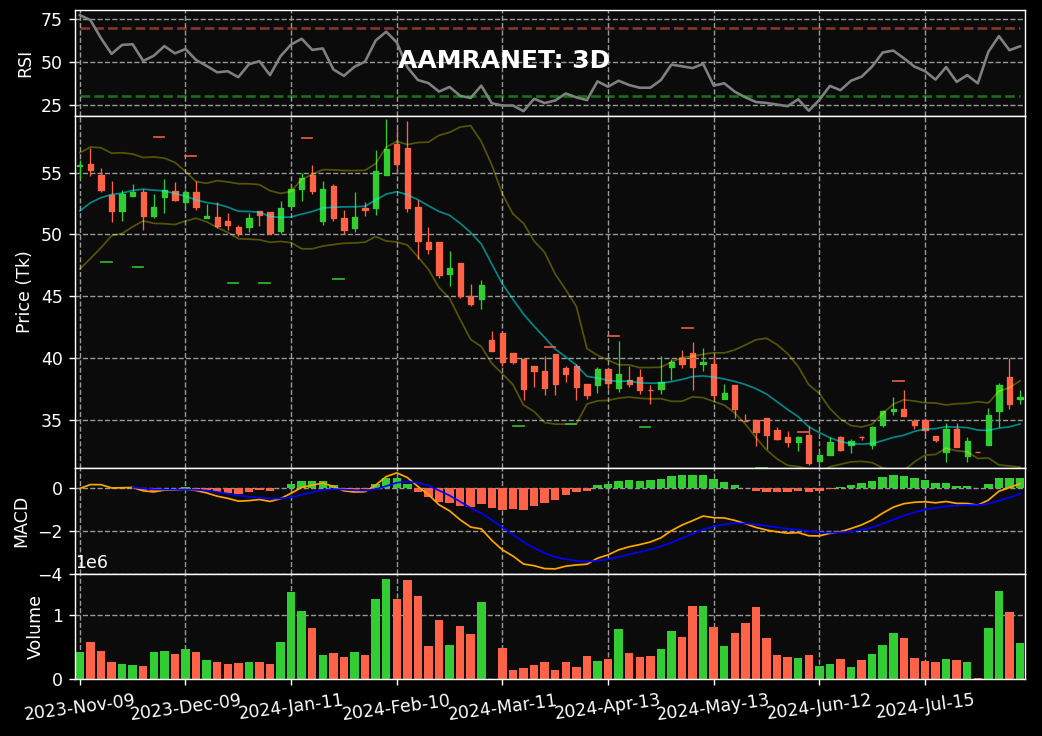 AAMRANET: 3D
RSI
75
50
25
Price (Tk)
55
50
45
40
35
MACD
0
−2
−4
1e6
Volume
1
0
2023-Nov-09
2023-Dec-09
2024-Jan-11
2024-Feb-10
2024-Mar-11
2024-Apr-13
2024-May-13
2024-Jun-12
2024-Jul-15